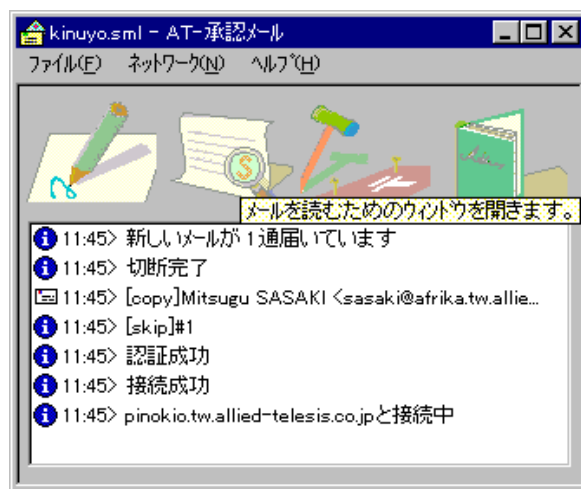 kinuyo.sml - AT-承認メール
ファイル(F) ネットワーク(N) ヘルプ(H)
S
メールを読むためのウィンドウを開きます。
11:45> 新しいメールが1通届いています
11:45> 切断完了
11:45> [copy]Mitsugu SASAKI <sasaki@afrika.tw.allie...
11:45> [skip]#1
11:45> 認証成功
11:45> 接続成功
11:45> pinokio.tw.allied-telesis.co.jpと接続中